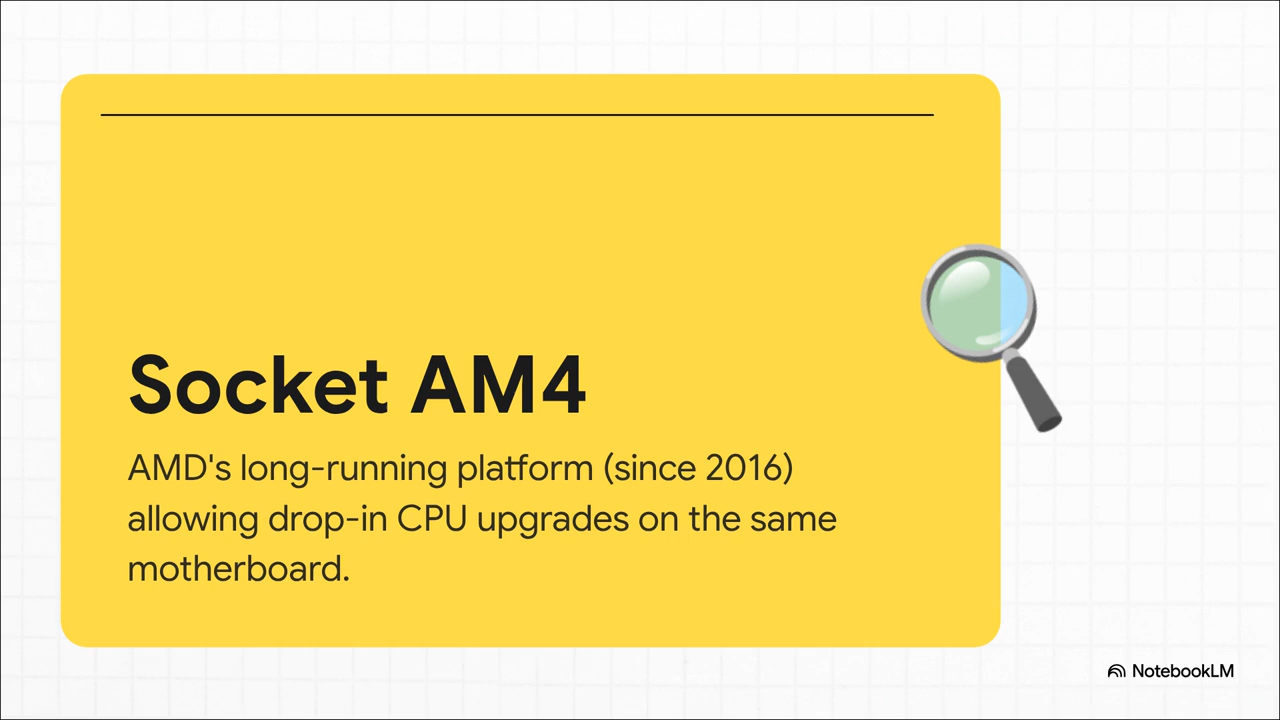 Socket AM4
AMD's long-running platform (since 2016)
allowing drop-in CPU upgrades on the same
motherboard.
NotebookLM